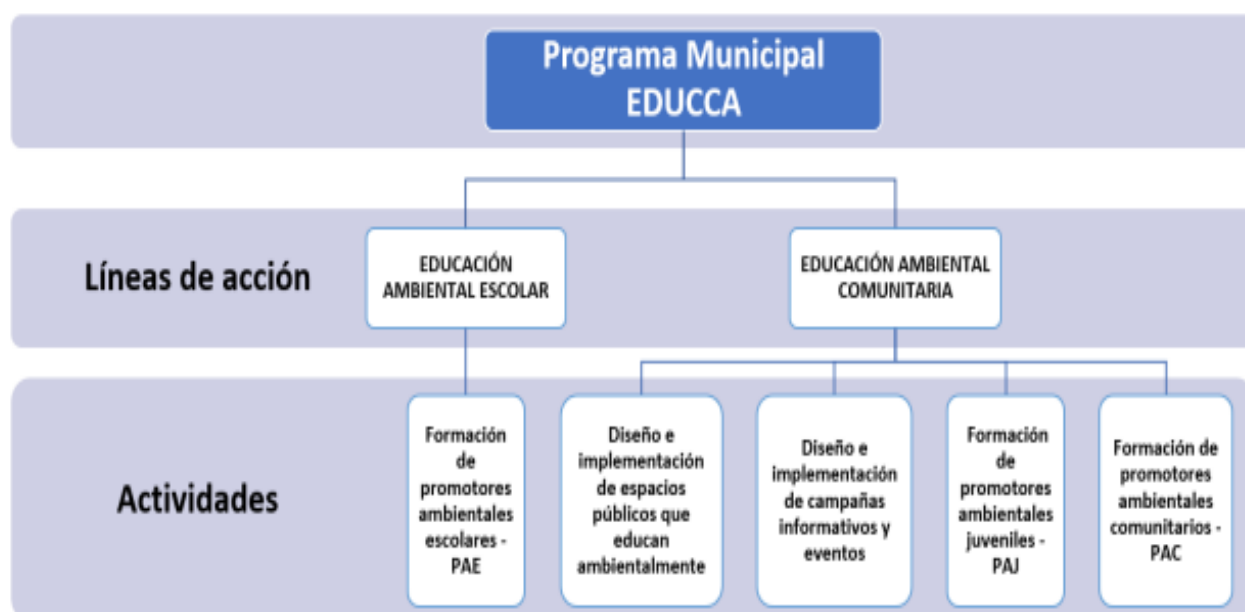 Programa Municipal
EDUCCA
Líneas de acción
EDUCACIÓN
AMBIENTAL ESCOLAR
EDUCACIÓN AMBIENTAL
COMUNITARIA
Actividades
Formación
de
promotores
ambientales
escolares -
PAE
Diseño e
implementación
de espacios
públicos que
educan
ambientalmente
Diseño e
implementación
de campañas
informativos y
eventos
Formación
de
promotores
ambientales
juveniles -
PAJ
Formación de
promotores
ambientales
comunitarios -
PAC